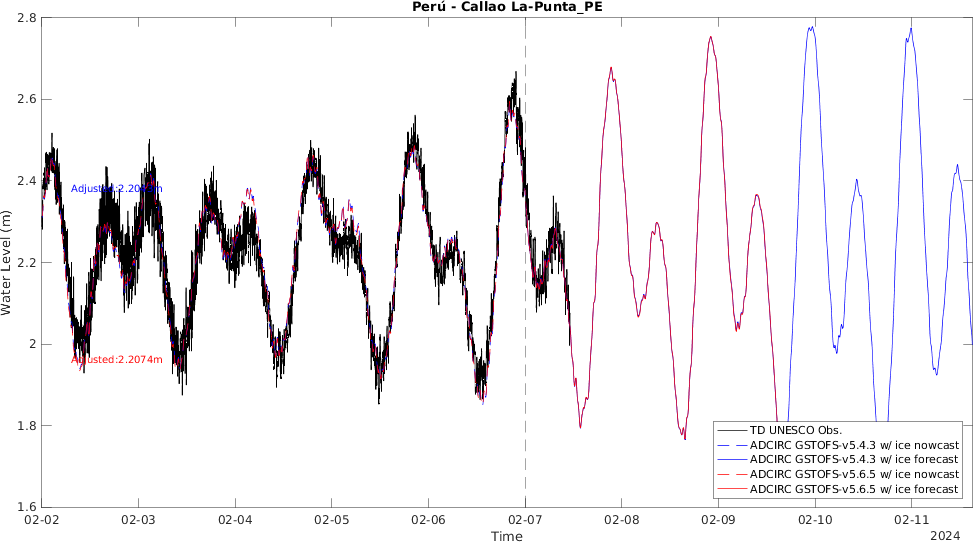 Perú - Callao La-Punta_PE
2.8
2.6
2.4
2.2
2
1.8
1.6
Water Level (m)
Adjusted:2.2074m
TD UNESCO Obs.
ADCIRC GSTOFS-v5.4.3 w/ ice nowcast
ADCIRC GSTOFS-v5.4.3 w/ ice forecast
ADCIRC GSTOFS-v5.6.5 w/ ice nowcast
ADCIRC GSTOFS-v5.6.5 w/ ice forecast
02-02
02-03
02-04
02-05
02-06
02-07
02-08
02-09
02-10
02-11
Time
2024